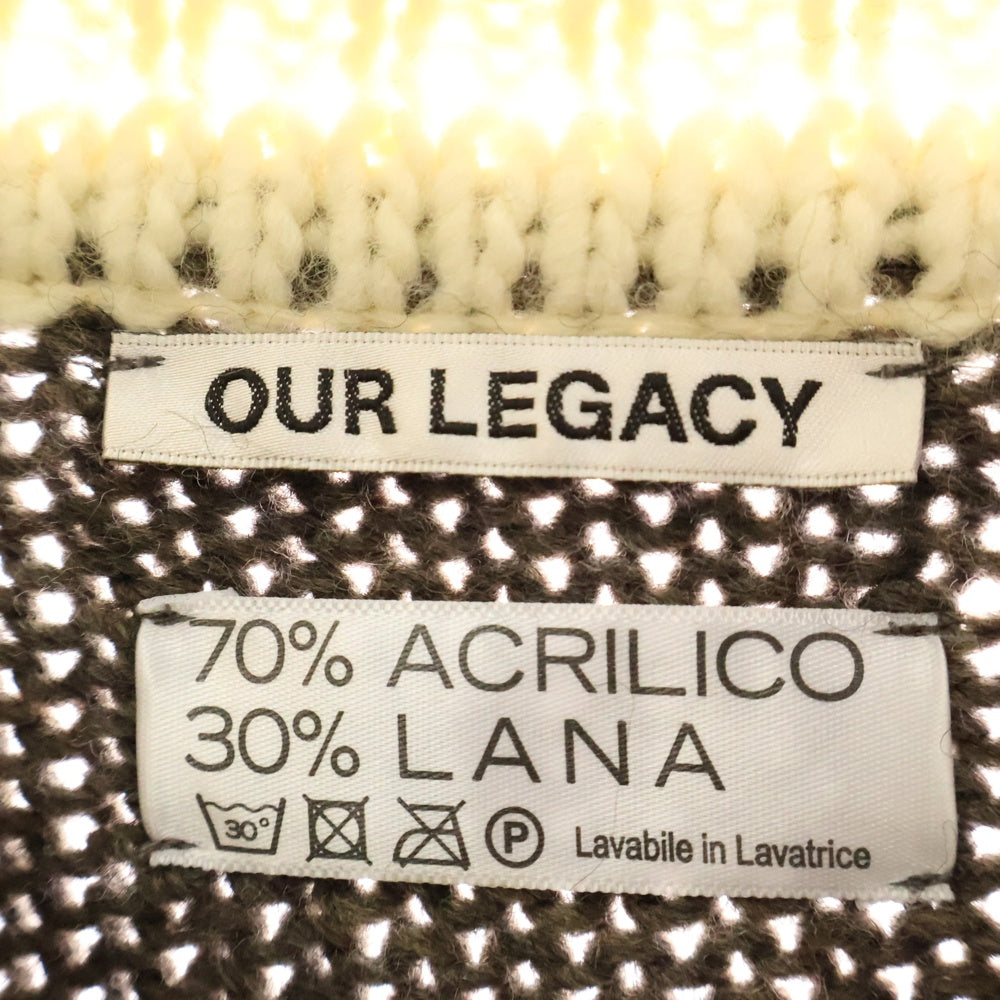 OUR LEGACY
70% ACRILICO
30% LANA
30° P Lavabile in Lavatrice